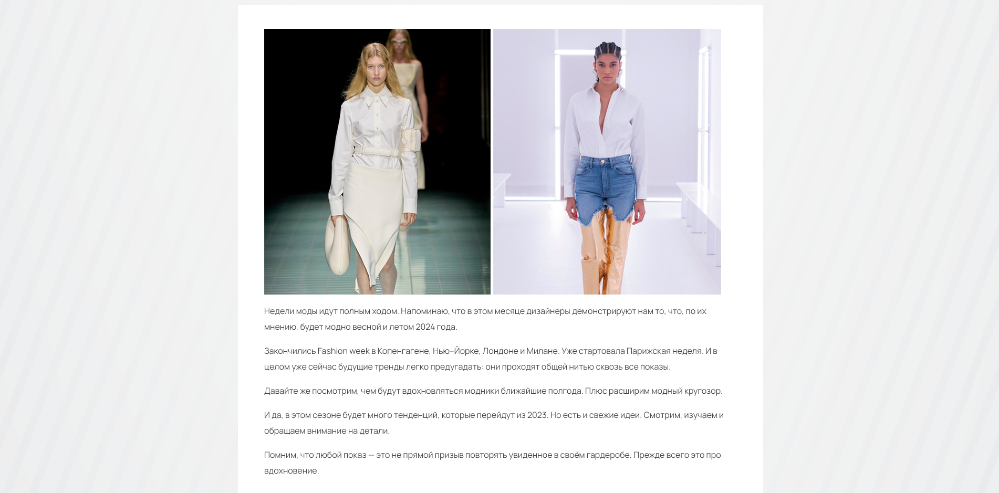 Недели моды идут полным ходом. Напоминаю, что в этом месяце дизайнеры демонстрируют нам то, что, по их
мнению, будет модно весной и летом 2024 года.
Закончились Fashion week в Копенгагене, Нью–Йорке, Лондоне и Милане. Уже стартовала Парижская неделя. И в
целом уже сейчас будущие тренды легко предугадать: они проходят общей нитью сквозь все показы.
Давайте же посмотрим, чем будут вдохновляться модники ближайшие полгода. Плюс расширим модный кругозор.
И да, в этом сезоне будет много тенденций, которые перейдут из 2023. Но есть и свежие идеи. Смотрим, изучаем и
обращаем внимание на детали.
Помним, что любой показ — это не прямой призыв повторять увиденное в своём гардеробе. Прежде всего это про
вдохновение.